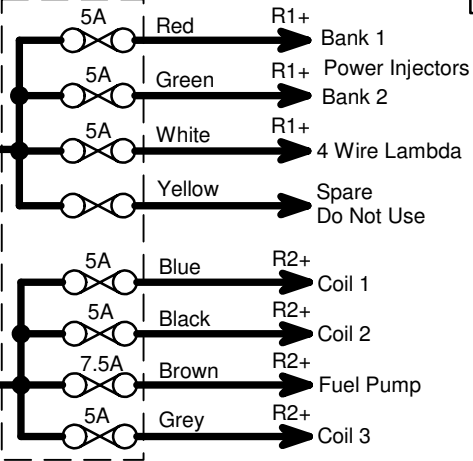 5A Red R1+ Bank 1
Power Injectors
5A Green R1+ Bank 2
5A White R1+ 4 Wire Lambda
Yellow Spare
Do Not Use
5A Blue R2+ Coil 1
5A Black R2+ Coil 2
7.5A Brown R2+ Fuel Pump
5A Grey R2+ Coil 3